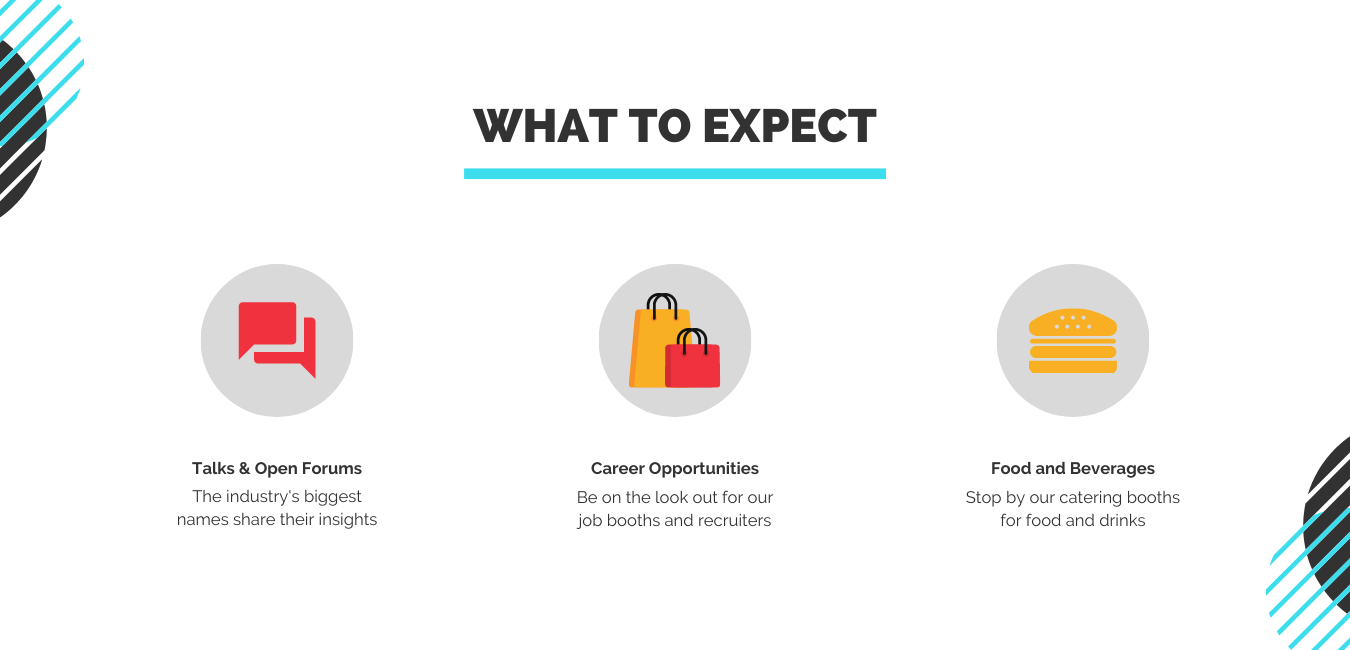 WHAT TO EXPECT
Talks & Open Forums
The industry's biggest
names share their insights
Career Opportunities
Be on the look out for our
job booths and recruiters
Food and Beverages
Stop by our catering booths
for food and drinks